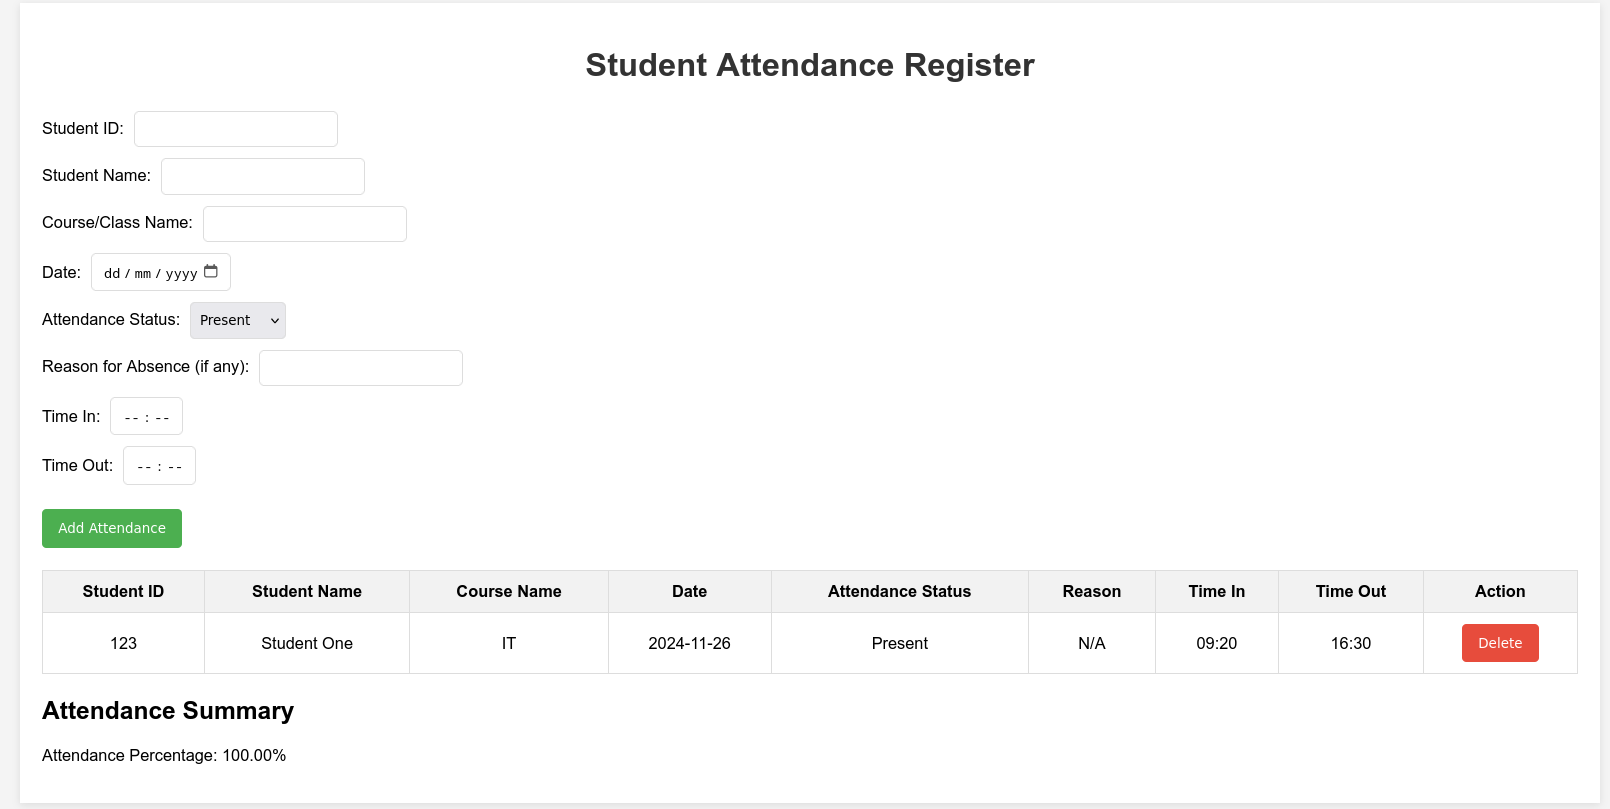 Student Attendance Register
Student ID:
Student Name:
Course/Class Name:
Date: dd / mm / yyyy
Attendance Status: Present
Reason for Absence (if any):
Time In: -- : --
Time Out: -- : --
Add Attendance
Student ID Student Name Course Name Date Attendance Status Reason Time In Time Out Action
123 Student One IT 2024-11-26 Present N/A 09:20 16:30 Delete
Attendance Summary
Attendance Percentage: 100.00%